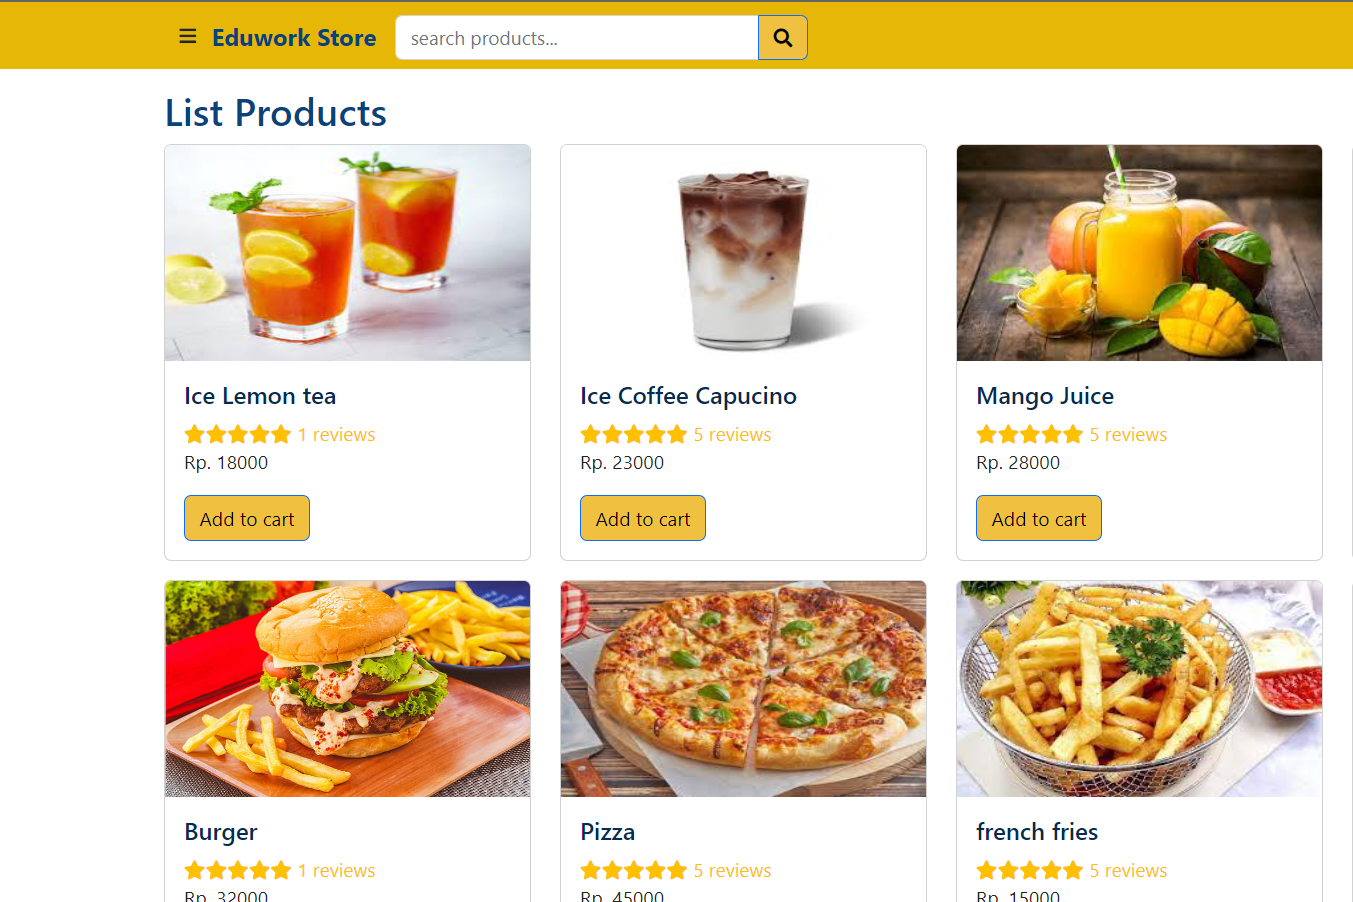 Eduwork Store
search products...
List Products
Ice Lemon tea
1 reviews
Rp. 18000
Add to cart
Ice Coffee Capucino
5 reviews
Rp. 23000
Add to cart
Mango Juice
5 reviews
Rp. 28000
Add to cart
Burger
1 reviews
Rp. 32000
Pizza
5 reviews
Rp. 45000
french fries
5 reviews
Rp. 15000